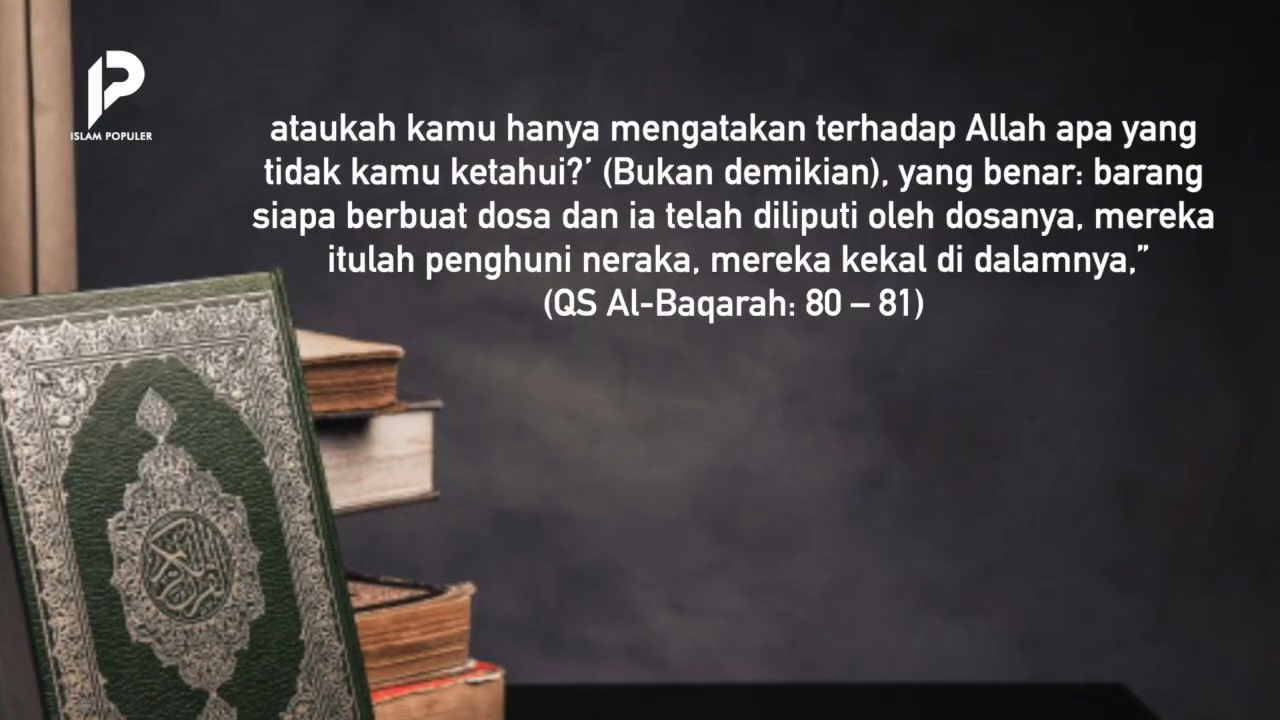 ISLAM POPULER
ataukah kamu hanya mengatakan terhadap Allah apa yang
tidak kamu ketahui?’ (Bukan demikian), yang benar: barang
siapa berbuat dosa dan ia telah diliputi oleh dosanya, mereka
itulah penghuni neraka, mereka kekal di dalamnya,”
(QS Al-Baqarah: 80 – 81)